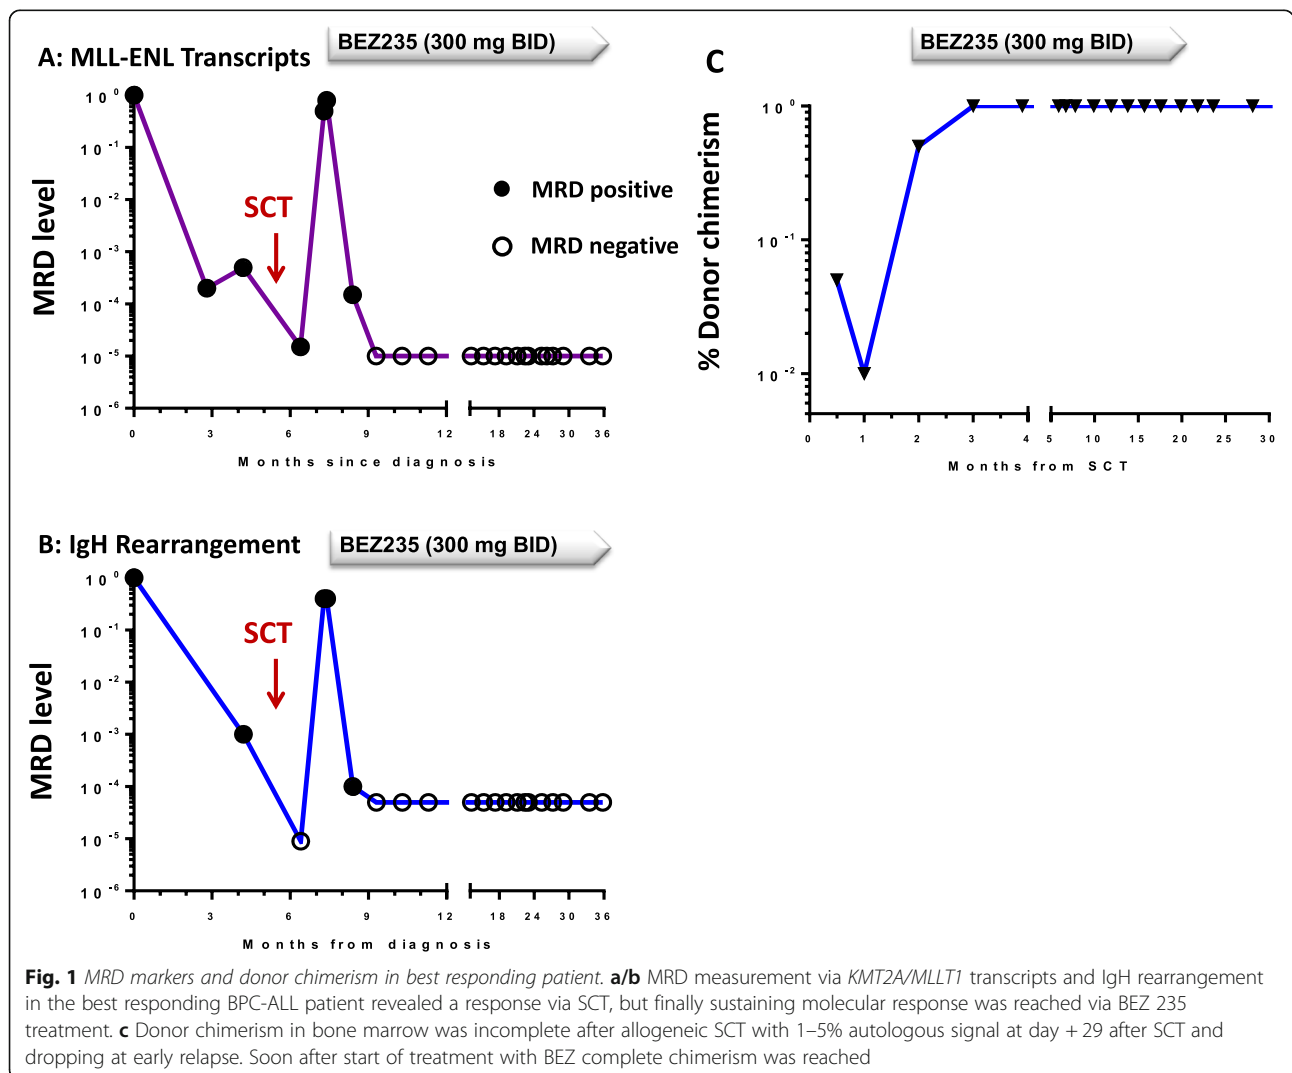 BEZ235 (300 mg BID)
A: MLL-ENL Transcripts
MRD level
10 0
10 -1
10 -2
10 -3
10 -4
10 -5
10 -6
SCT
MRD positive
MRD negative
0 3 6 9 12 18 24 30 36
Months since diagnosis
BEZ235 (300 mg BID)
C
% Donor chimerism
10 0
10 -1
10 -2
0 1 2 3 4 5 10 15 20 25 30
Months from SCT
B: IgH Rearrangement
BEZ235 (300 mg BID)
MRD level
10 0
10 -1
10 -2
10 -3
10 -4
10 -5
10 -6
SCT
0 3 6 9 12 18 24 30 36
Months from diagnosis
Fig. 1 MRD markers and donor chimerism in best responding patient. a/b MRD measurement via KMT2A/MLLT1 transcripts and IgH rearrangement
in the best responding BPC-ALL patient revealed a response via SCT, but finally sustaining molecular response was reached via BEZ 235
treatment. c Donor chimerism in bone marrow was incomplete after allogeneic SCT with 1–5% autologous signal at day + 29 after SCT and
dropping at early relapse. Soon after start of treatment with BEZ complete chimerism was reached